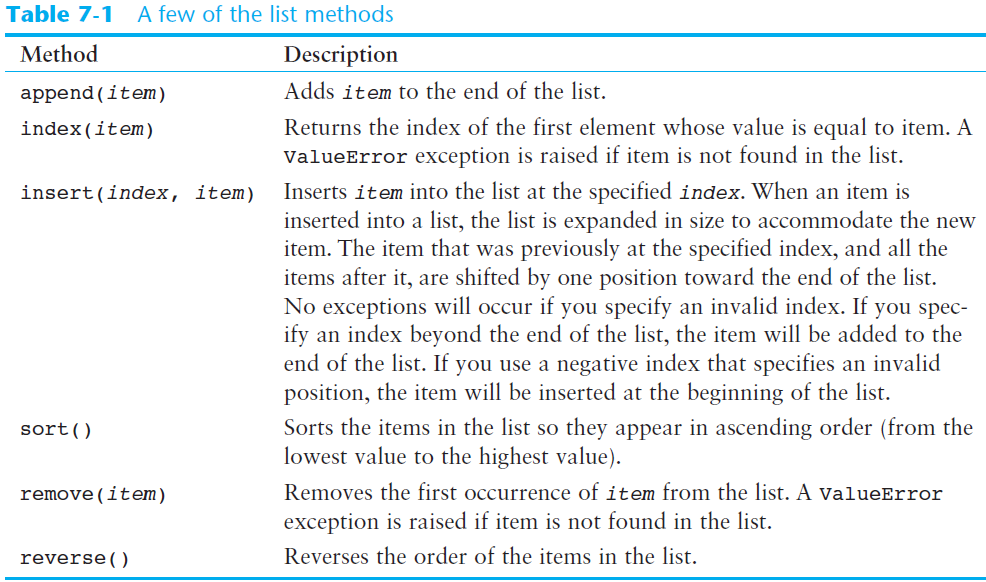 Table 7-1 A few of the list methods
Method Description
append(item) Adds item to the end of the list.
index(item) Returns the index of the first element whose value is equal to item. A
ValueError exception is raised if item is not found in the list.
insert(index, item) Inserts item into the list at the specified index. When an item is
inserted into a list, the list is expanded in size to accommodate the new
item. The item that was previously at the specified index, and all the
items after it, are shifted by one position toward the end of the list.
No exceptions will occur if you specify an invalid index. If you spec-
ify an index beyond the end of the list, the item will be added to the
end of the list. If you use a negative index that specifies an invalid
position, the item will be inserted at the beginning of the list.
sort() Sorts the items in the list so they appear in ascending order (from the
lowest value to the highest value).
remove(item) Removes the first occurrence of item from the list. A ValueError
exception is raised if item is not found in the list.
reverse() Reverses the order of the items in the list.